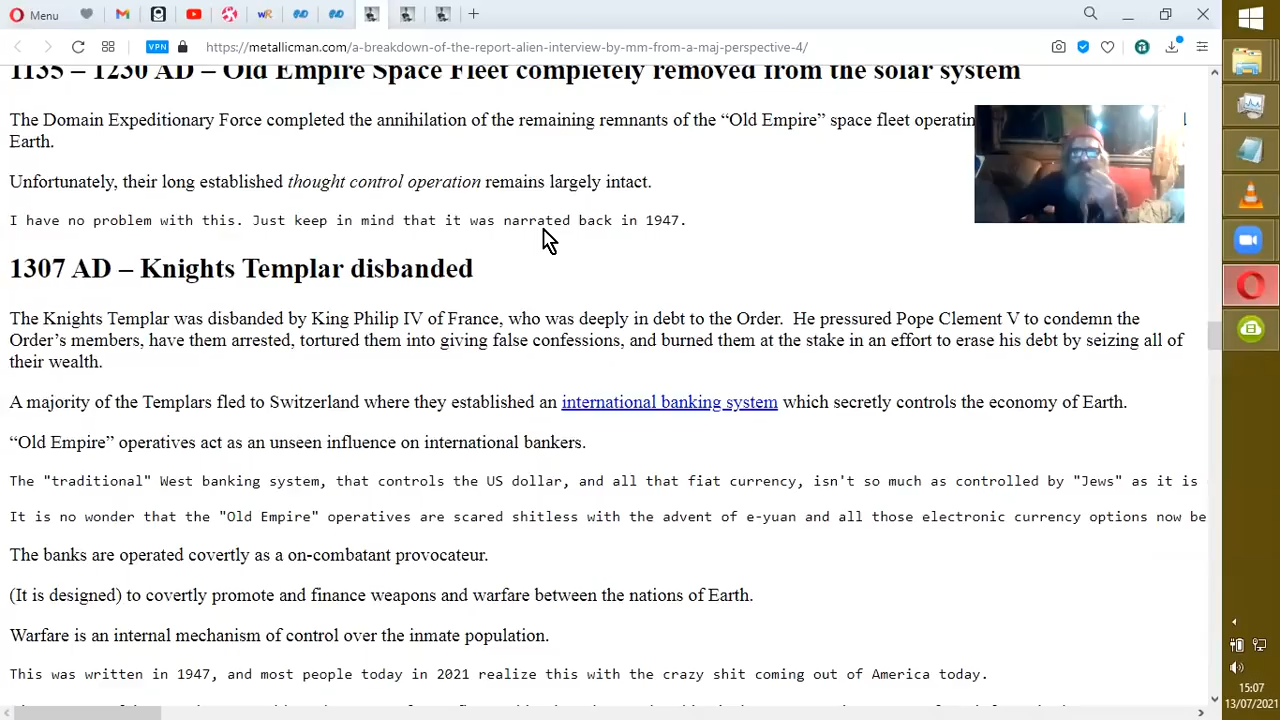 Menu
VPN
https://metallicman.com/a-breakdown-of-the-report-alien-interview-by-mm-from-a-maj-perspective-4/
1135 – 1230 AD – Old Empire Space Fleet completely removed from the solar system
The Domain Expeditionary Force completed the annihilation of the remaining remnants of the “Old Empire” space fleet
Earth.
Unfortunately, their long established thought control operation remains largely intact.
I have no problem with this. Just keep in mind that it was narrated back in 1947.
1307 AD – Knights Templar disbanded
The Knights Templar was disbanded by King Philip IV of France, who was deeply in debt to the Order.  He pressured Pope Clement V to condemn the
Order’s members, have them arrested, tortured them into giving false confessions, and burned them at the stake in an effort to erase his debt by seizing all of
their wealth.
A majority of the Templars fled to Switzerland where they established an international banking system which secretly controls the economy of Earth.
“Old Empire” operatives act as an unseen influence on international bankers.
The "traditional" West banking system, that controls the US dollar, and all that fiat currency, isn't so much as controlled by "Jews" as it is
It is no wonder that the "Old Empire" operatives are scared shitless with the advent of e-yuan and all those electronic currency options now be
The banks are operated covertly as a on-combatant provocateur.
(It is designed) to covertly promote and finance weapons and warfare between the nations of Earth.
Warfare is an internal mechanism of control over the inmate population.
This was written in 1947, and most people today in 2021 realize this with the crazy shit coming out of America today.
15:07
13/07/2021